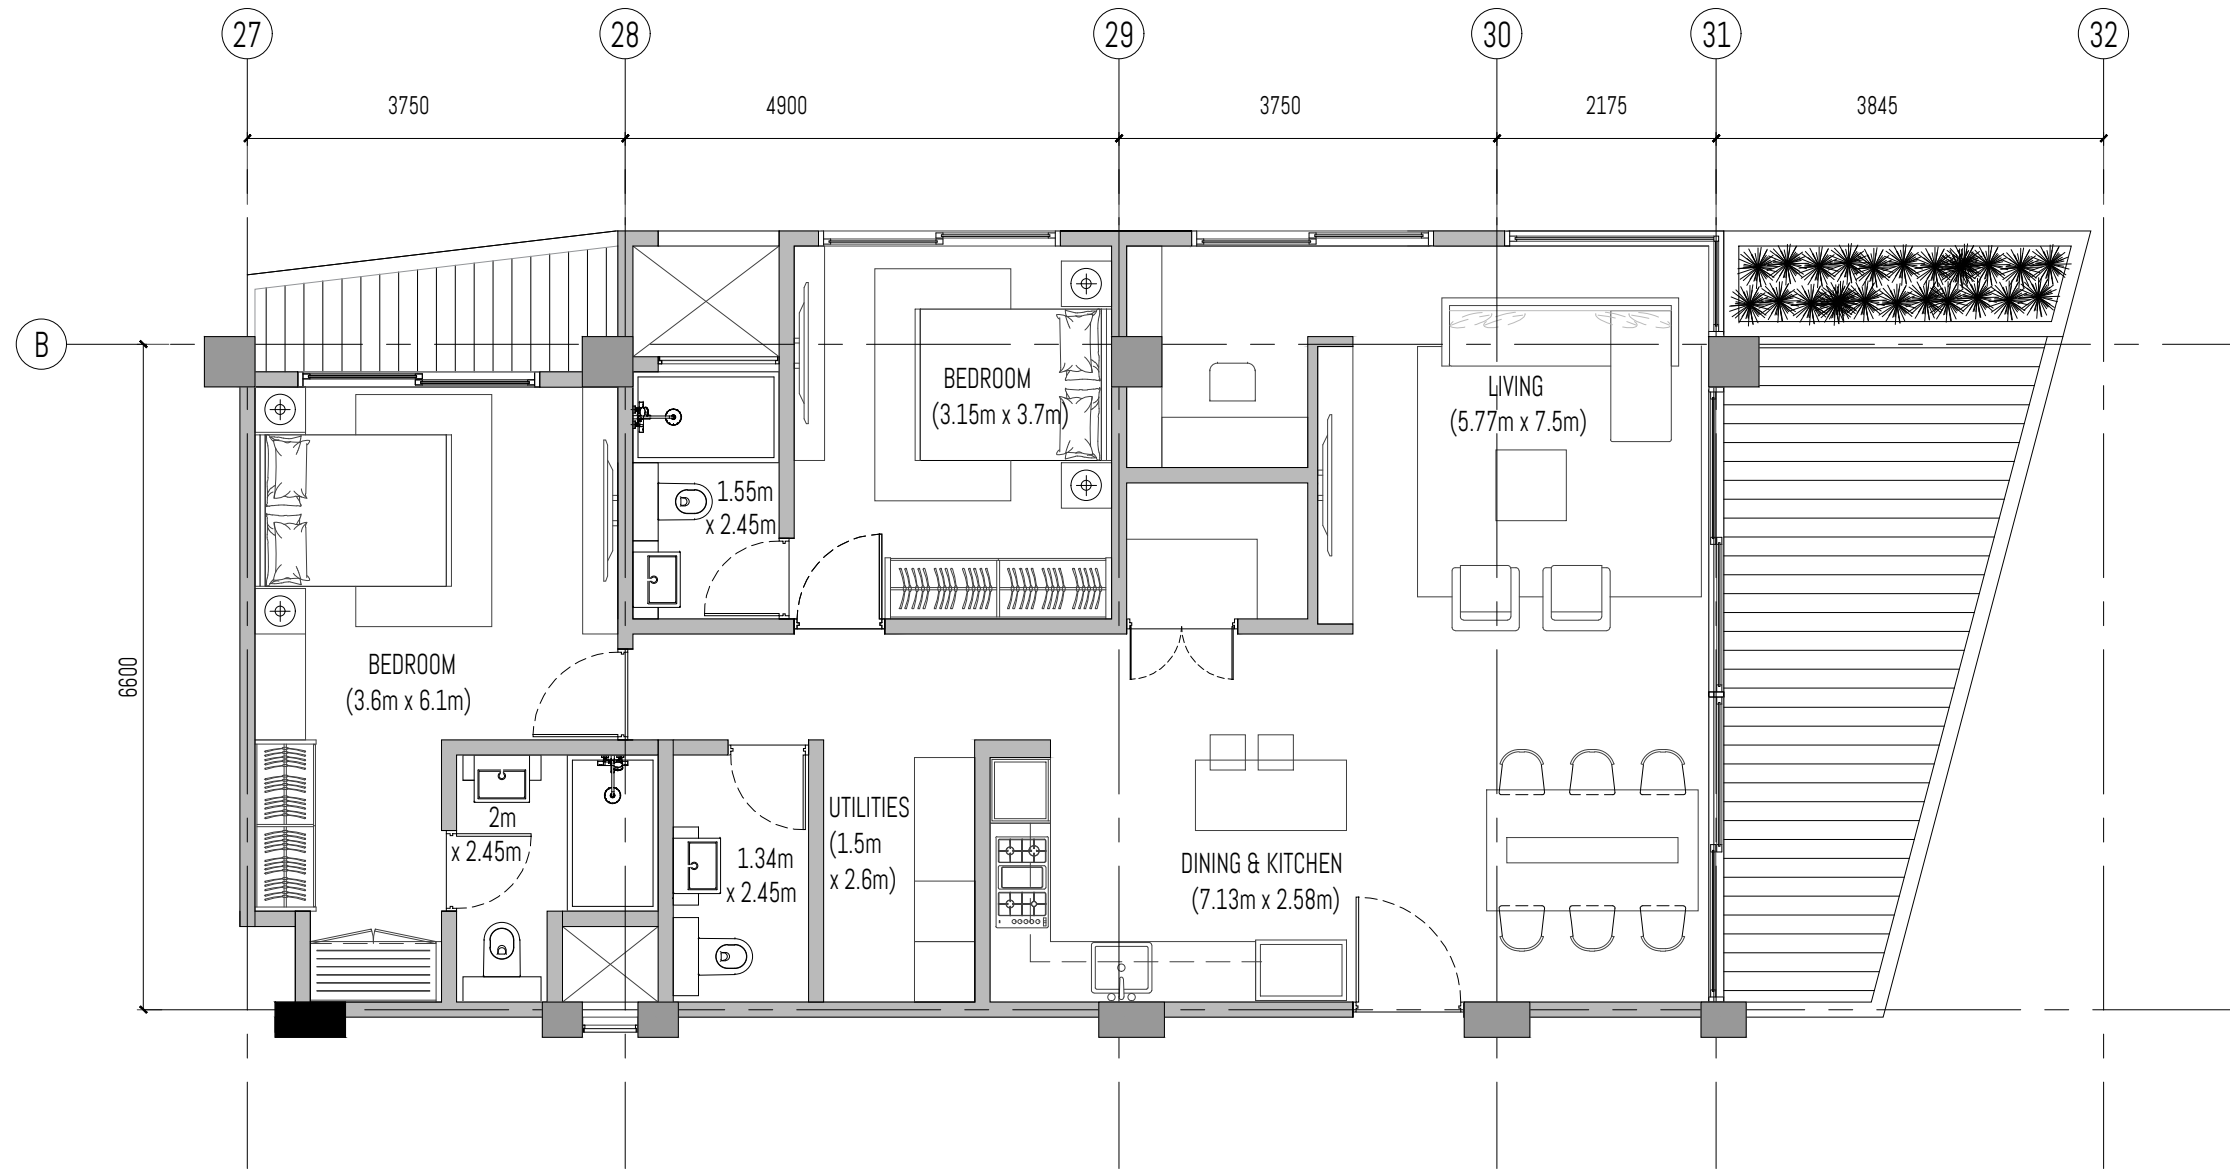 27 28 29 30 31 32
3750 4900 3750 2175 3845
B
6600
BEDROOM
(3.15m x 3.7m)
LIVING
(5.77m x 7.5m)
1.55m
x 2.45m
BEDROOM
(3.6m x 6.1m)
2m
x 2.45m
1.34m
x 2.45m
UTILITIES
(1.5m
x 2.6m)
DINING & KITCHEN
(7.13m x 2.58m)